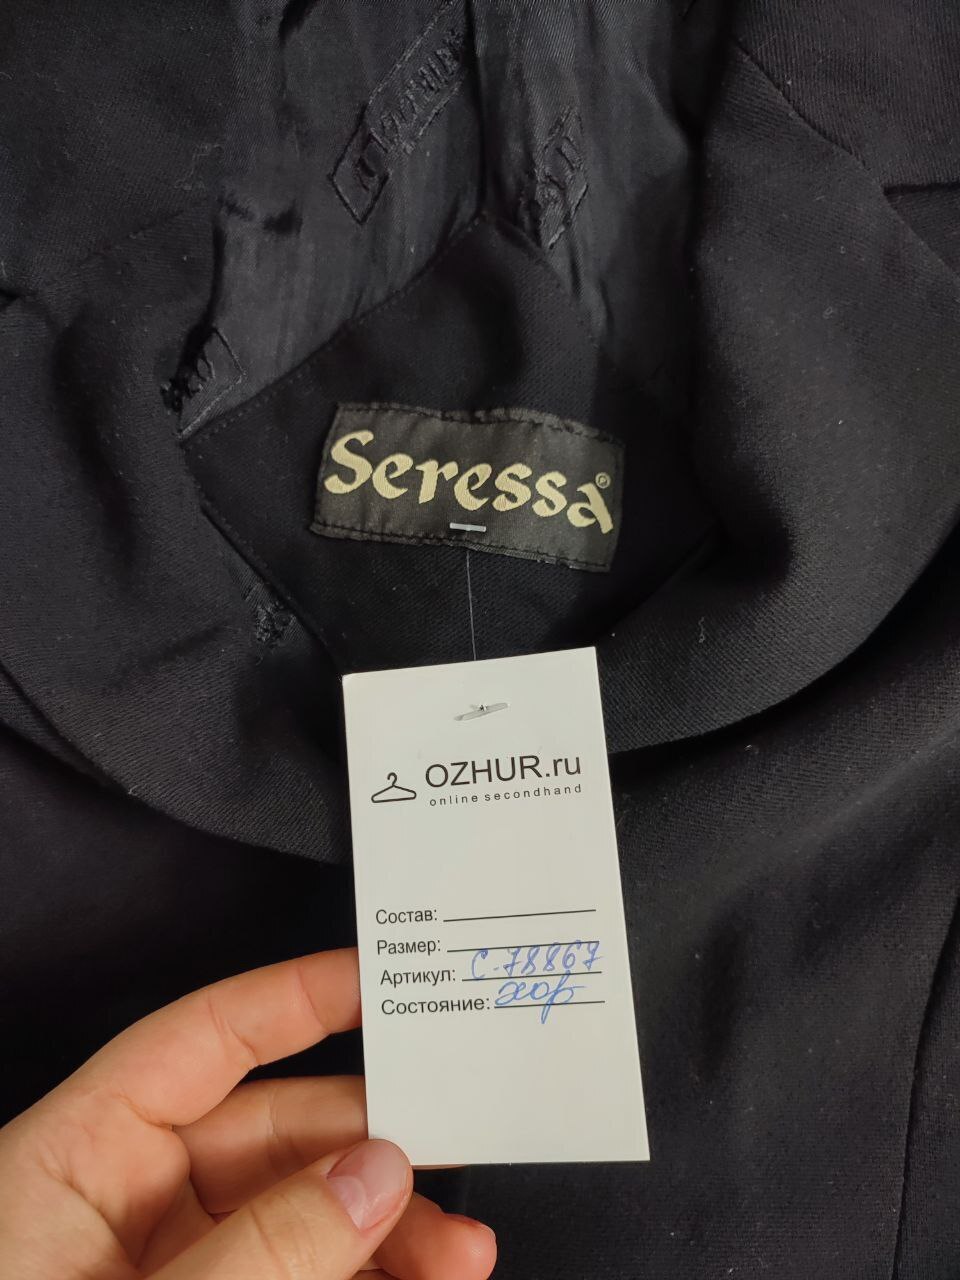 Seressa®
OZHUR.ru
online secondhand
Состав:
Размер:
Артикул: С-78867
Состояние: хор